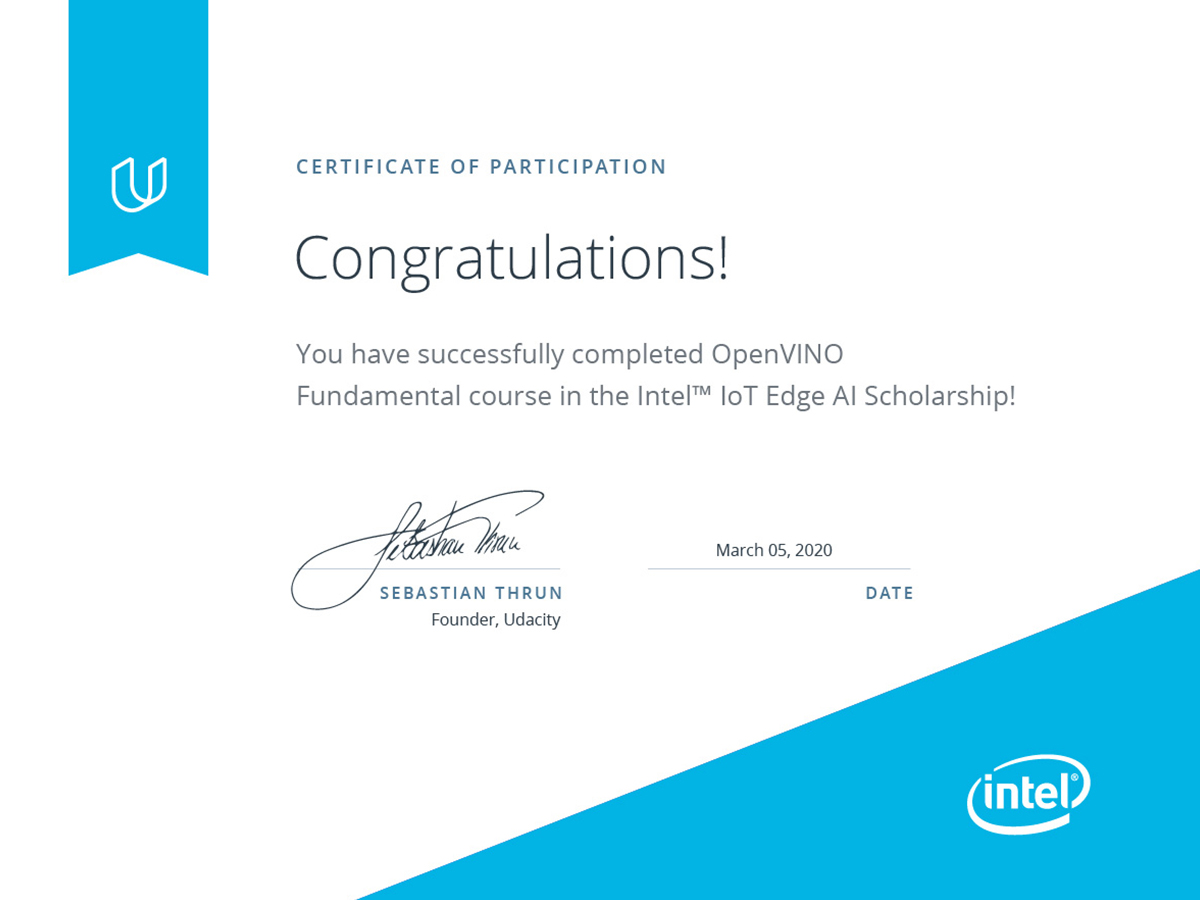 CERTIFICATE OF PARTICIPATION
Congratulations!
You have successfully completed OpenVINO
Fundamental course in the Intel™ IoT Edge AI Scholarship!
Sebastian Thrun
March 05, 2020
SEBASTIAN THRUN
DATE
Founder, Udacity
intel®